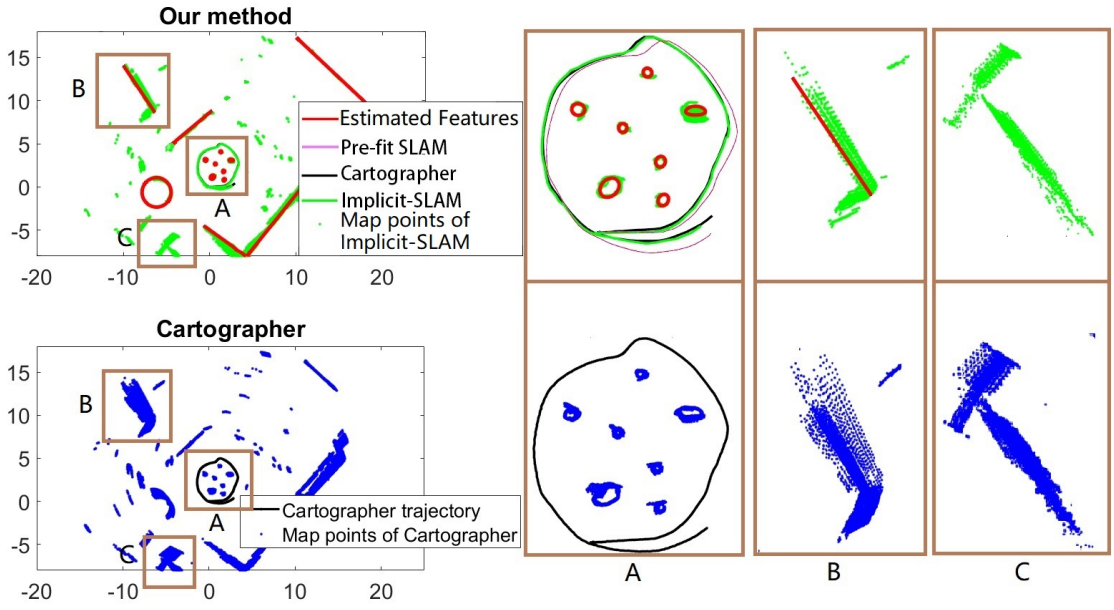 Our method
15
10
5
0
-5
-20
-10
0
10
20
B
A
C
Estimated Features
Pre-fit SLAM
Cartographer
Implicit-SLAM
Map points of
Implicit-SLAM
Cartographer
15
10
5
0
-5
-20
-10
0
10
20
B
A
C
Cartographer trajectory
Map points of Cartographer
A
B
C